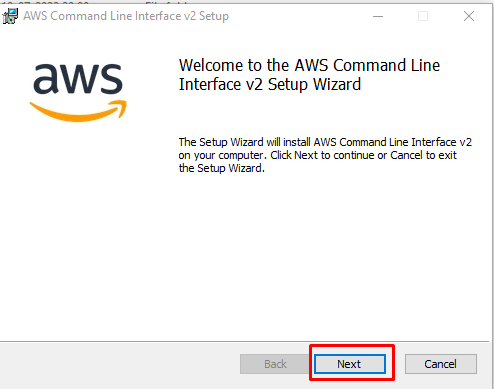 AWS Command Line Interface v2 Setup
aws
Welcome to the AWS Command Line
Interface v2 Setup Wizard
The Setup Wizard will install AWS Command Line Interface v2
on your computer. Click Next to continue or Cancel to exit
the Setup Wizard.
Back
Next
Cancel